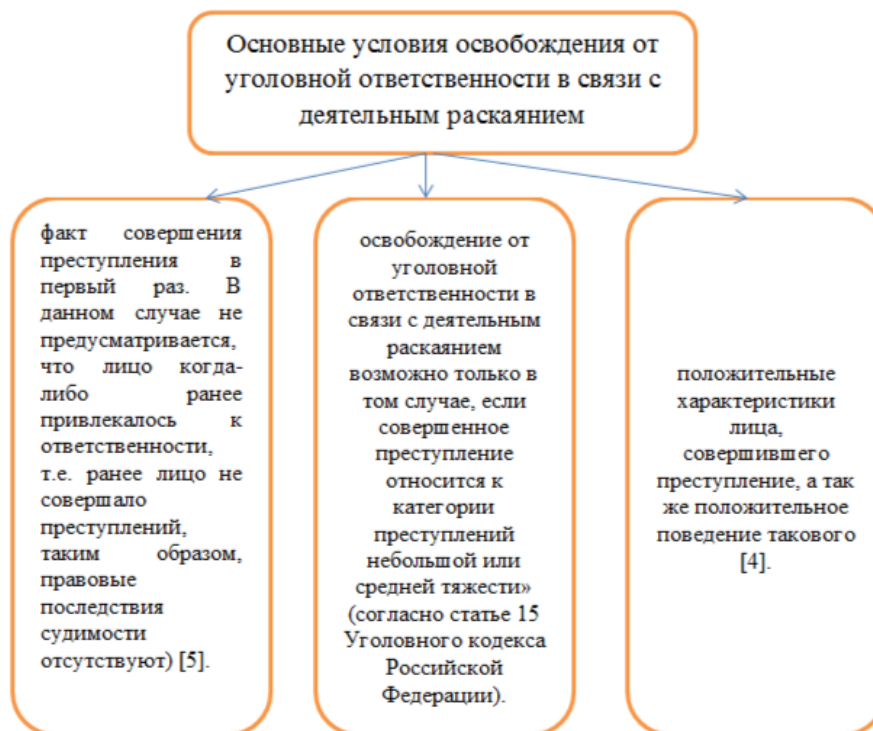 Основные условия освобождения от
уголовной ответственности в связи с
деятельным раскаянием
факт совершения
преступления в
первый раз. В
данном случае не
предусматривается,
что лицо когда-
либо ранее
привлекалось к
ответственности,
т.е. ранее лицо не
совершало
преступлений,
таким образом,
правовые
последствия
судимости
отсутствуют) [5].
освобождение от
уголовной
ответственности в
связи с деятельным
раскаянием
возможно только в
том случае, если
совершенное
преступление
относится к
категории
преступлений
небольшой или
средней тяжести»
(согласно статье 15
Уголовного кодекса
Российской
Федерации).
положительные
характеристики
лица,
совершившего
преступление, а так
же положительное
поведение такового
[4].